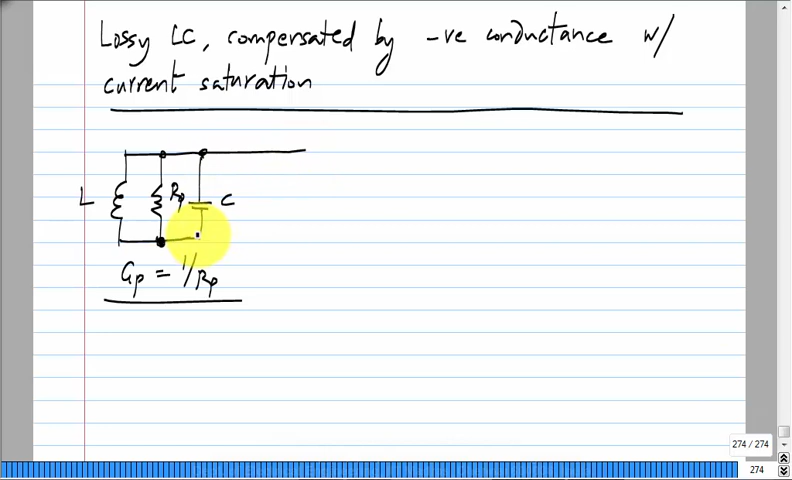 Lossy LC, compensated by -ve conductance w/
current saturation
L Rp C
Gp = 1/Rp
274 / 274
274